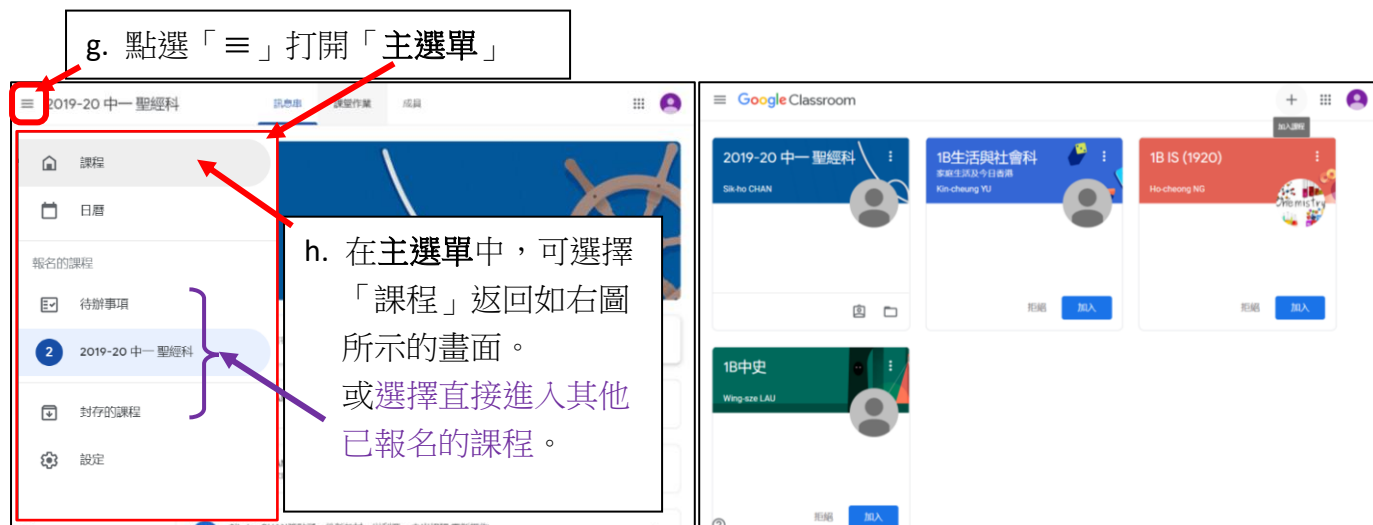 g. 點選「≡」打開「主選單」
2019-20 中一 聖經科
訊息串 課堂作業 成員
課程
日曆
報名的課程
待辦事項
2 2019-20 中一 聖經科
封存的課程
設定
h. 在主選單中，可選擇
「課程」返回如右圖
所示的畫面。
或選擇直接進入其他
已報名的課程。
Google Classroom
加入課程
2019-20 中一 聖經科
Sik-ho CHAN
1B生活與社會科
家庭生活及今日香港
Kin-cheung YU
拒絕 加入
1B IS (1920)
Ho-cheong NG
Chemistry
拒絕 加入
1B中史
Wing-sze LAU
拒絕 加入